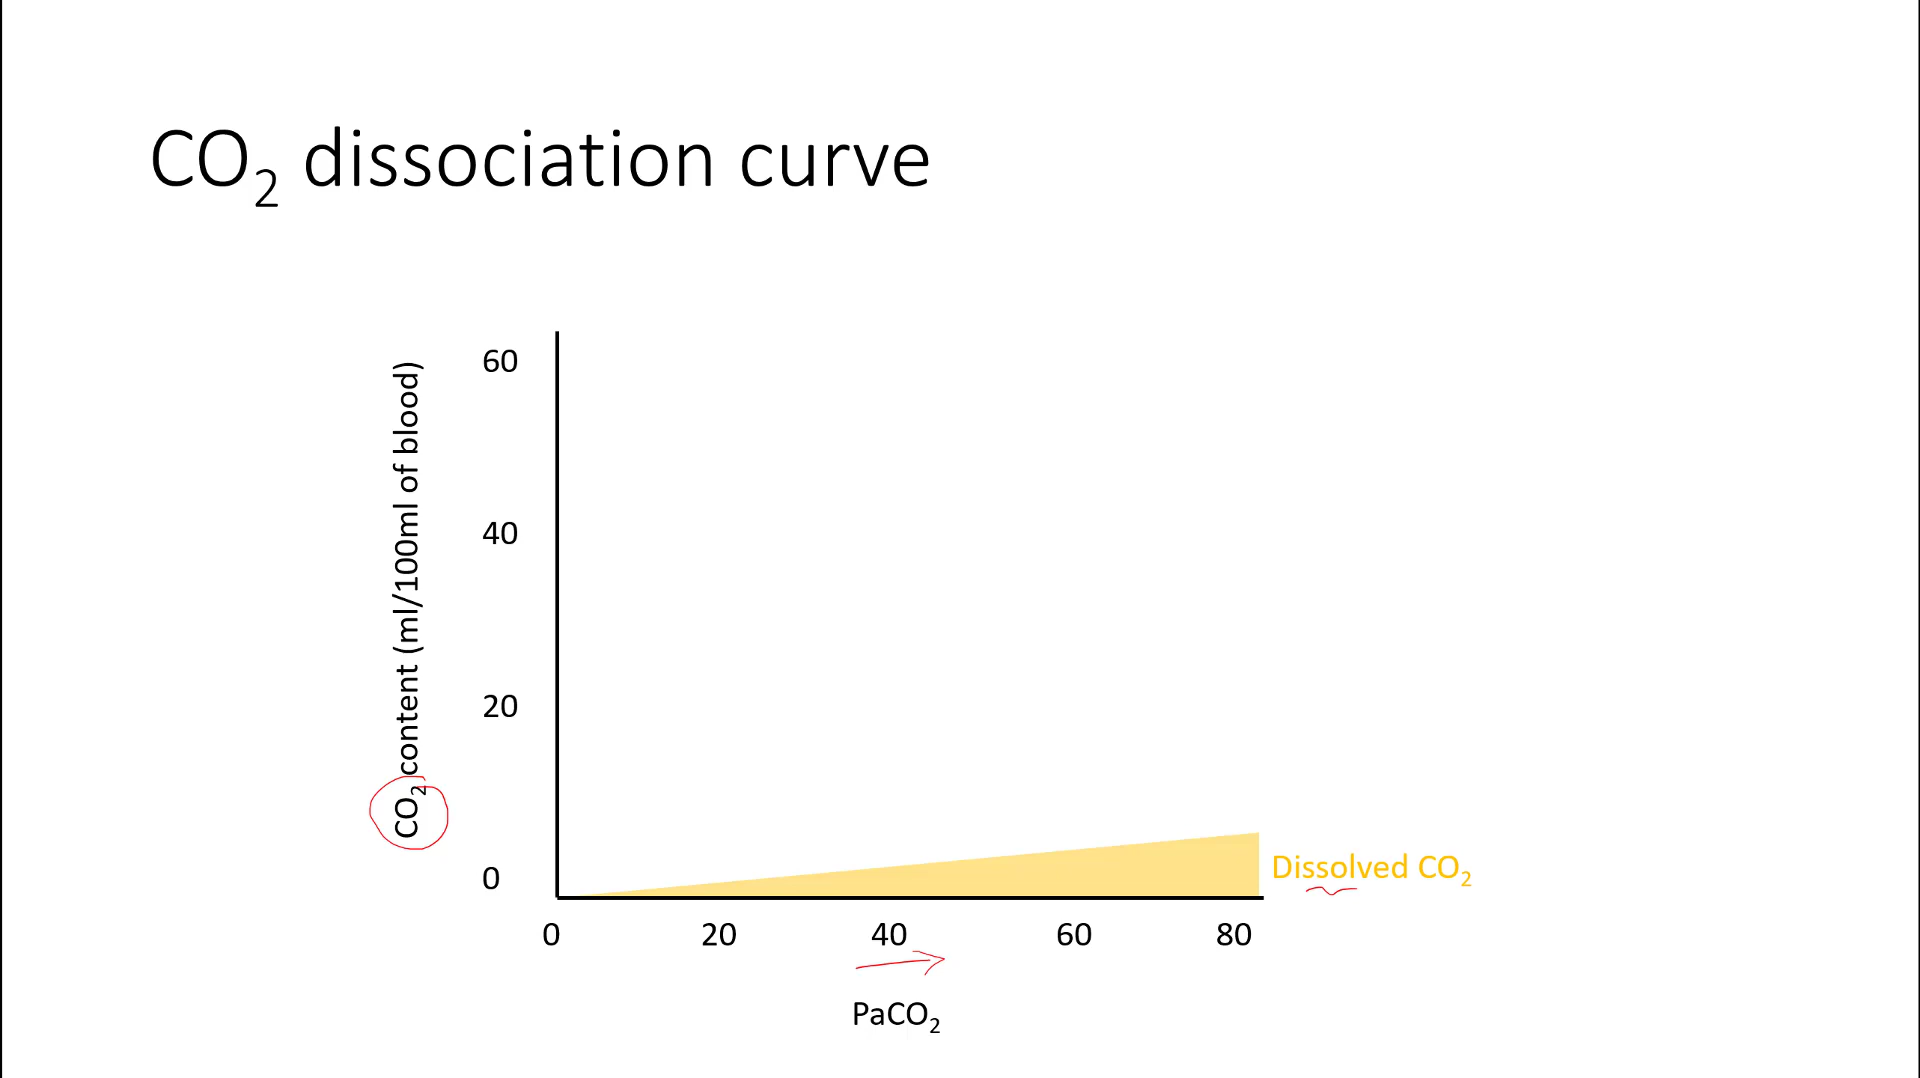 CO₂ dissociation curve
CO₂ content (ml/100ml of blood)
60
40
20
0
Dissolved CO₂
0 20 40 60 80
PaCO₂